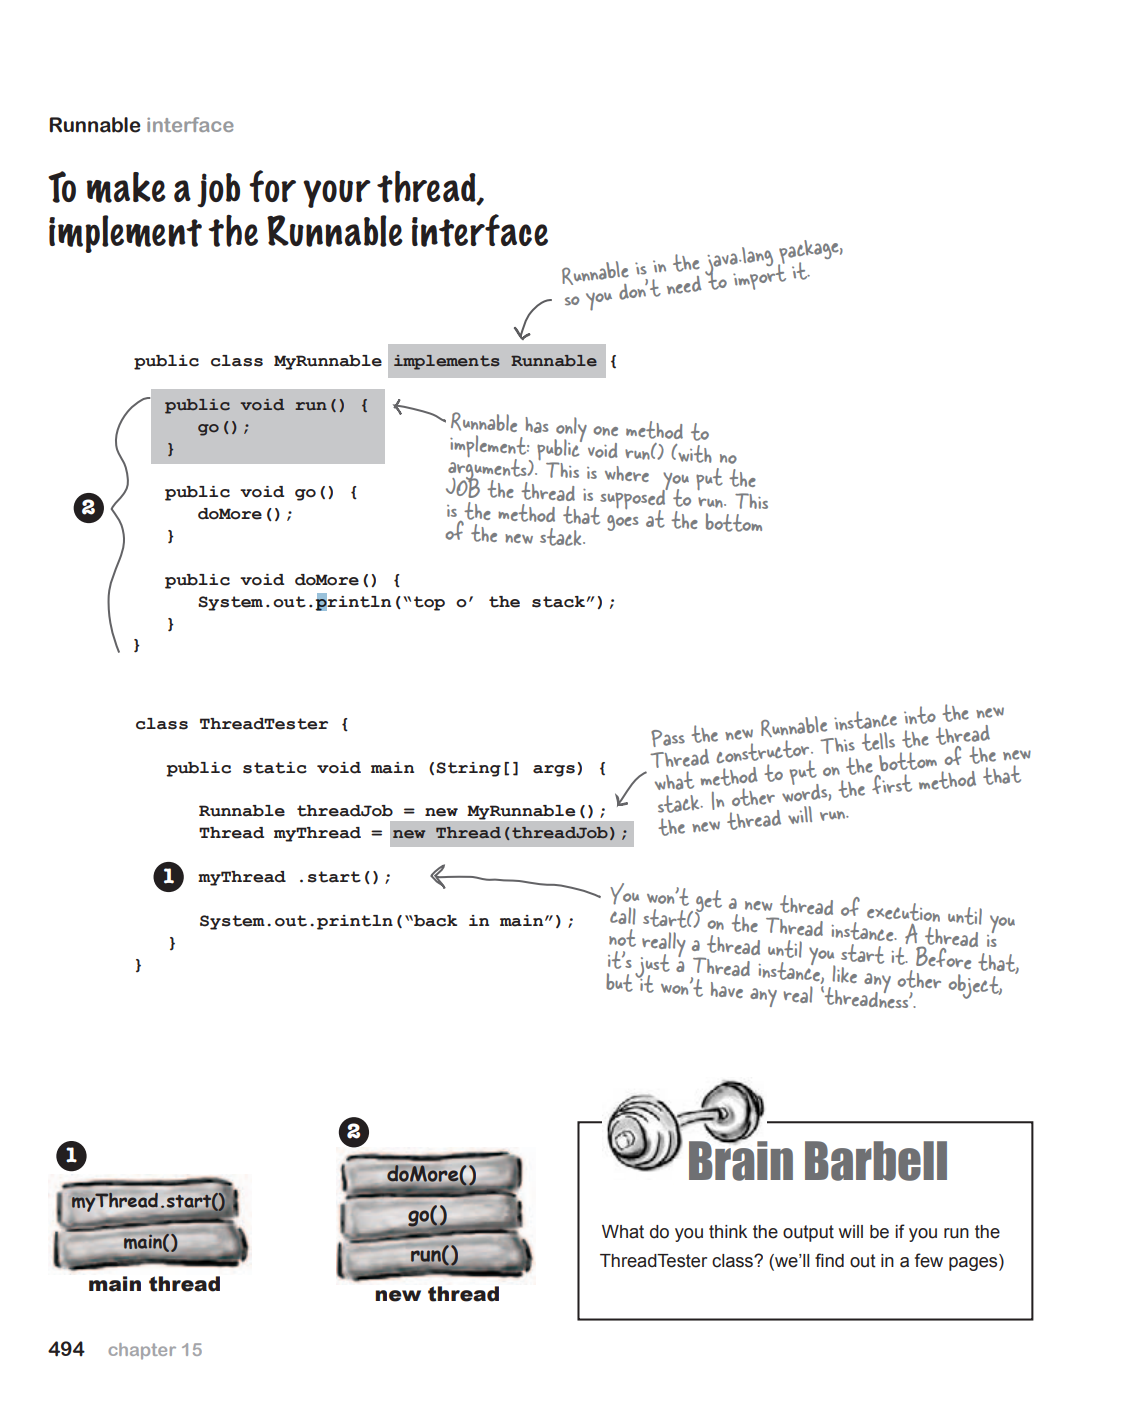 Runnable interface
To make a job for your thread,
implement the Runnable interface
Runnable is in the java.lang package,
so you don't need to import it.
public class MyRunnable implements Runnable {
public void run() {
go();
}
Runnable has only one method to
implement: public void run() (with no
arguments). This is where you put the
JOB the thread is supposed to run. This
is the method that goes at the bottom
of the new stack.
2
public void go() {
doMore();
}
public void doMore() {
System.out.println(“top o’ the stack”);
}
}
class ThreadTester {
public static void main (String[] args) {
Runnable threadJob = new MyRunnable();
Thread myThread = new Thread(threadJob);
Pass the new Runnable instance into the new
Thread constructor. This tells the thread
what method to put on the bottom of the new
stack. In other words, the first method that
the new thread will run.
1 myThread .start();
System.out.println(“back in main”);
}
}
You won't get a new thread of execution until you
call start() on the Thread instance. A thread is
not really a thread until you start it. Before that,
it's just a Thread instance, like any other object,
but it won't have any real 'threadness'.
1
myThread.start()
main()
main thread
2
doMore()
go()
run()
new thread
Brain Barbell
What do you think the output will be if you run the
ThreadTester class? (we’ll find out in a few pages)
494 chapter 15